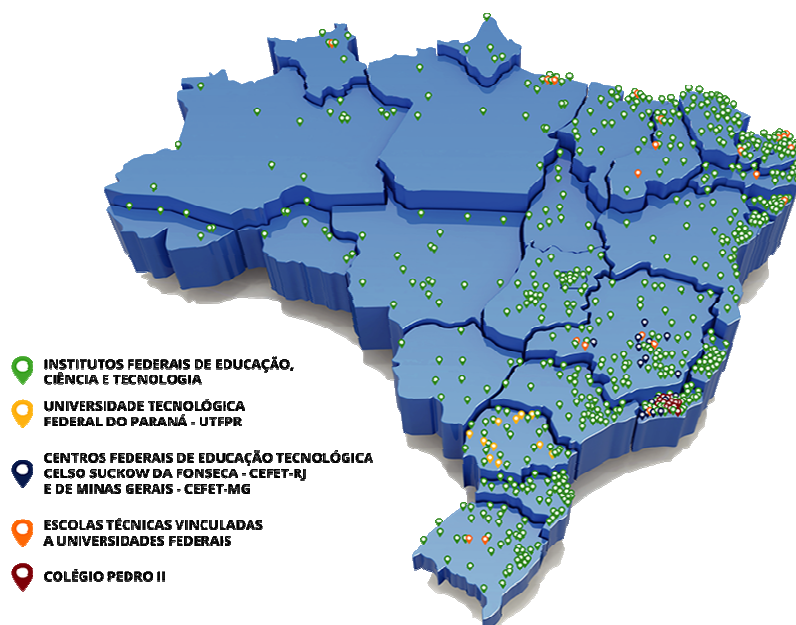 INSTITUTOS FEDERAIS DE EDUCAÇÃO,
CIÊNCIA E TECNOLOGIA
UNIVERSIDADE TECNOLÓGICA
FEDERAL DO PARANÁ - UTFPR
CENTROS FEDERAIS DE EDUCAÇÃO TECNOLÓGICA
CELSO SUCKOW DA FONSECA - CEFET-RJ
E DE MINAS GERAIS - CEFET-MG
ESCOLAS TÉCNICAS VINCULADAS
A UNIVERSIDADES FEDERAIS
COLÉGIO PEDRO II